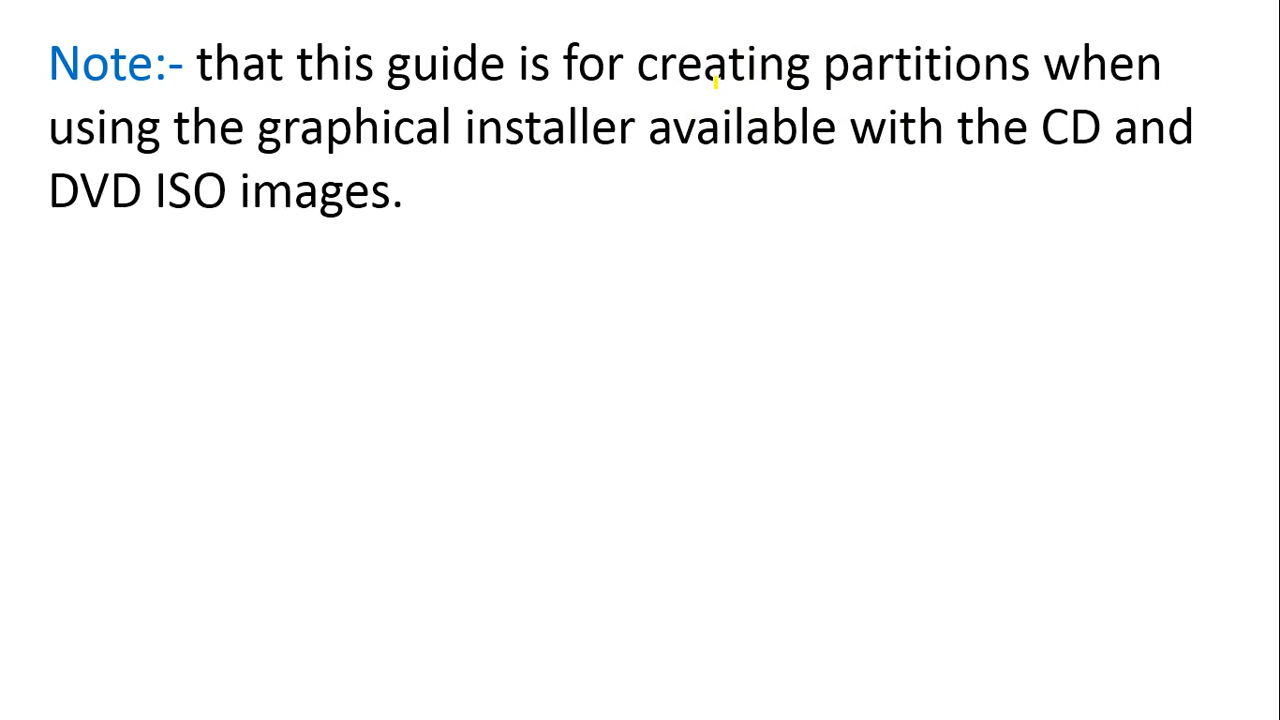 Note:- that this guide is for creating partitions when
using the graphical installer available with the CD and
DVD ISO images.